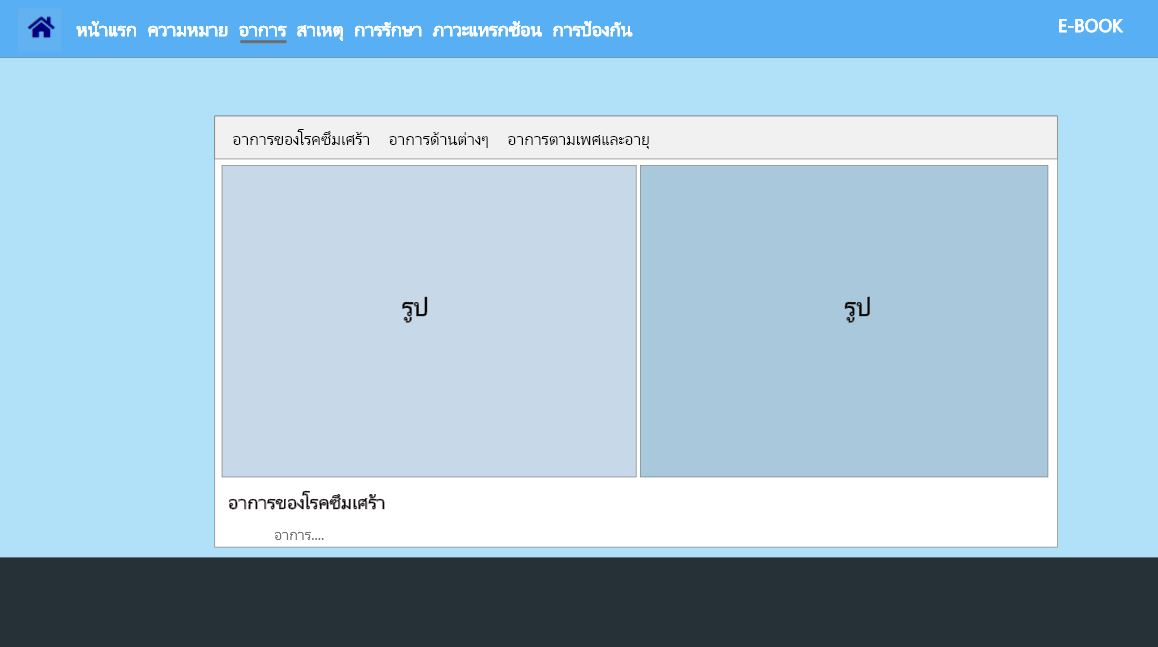 หน้าแรก ความหมาย อาการ สาเหตุ การรักษา ภาวะแทรกซ้อน การป้องกัน E-BOOK
อาการของโรคซึมเศร้า อาการด้านต่างๆ อาการตามเพศและอายุ
รูป รูป
อาการของโรคซึมเศร้า
อาการ....